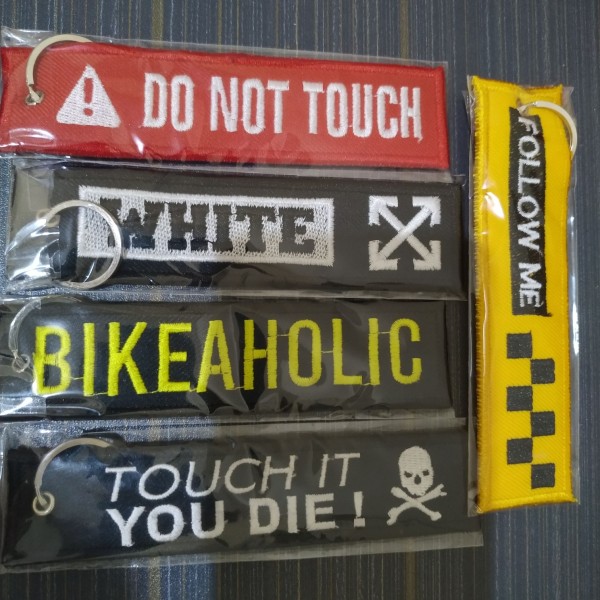 DO NOT TOUCH
WHITE
BIKEAHOLIC
TOUCH IT
YOU DIE!
FOLLOW ME